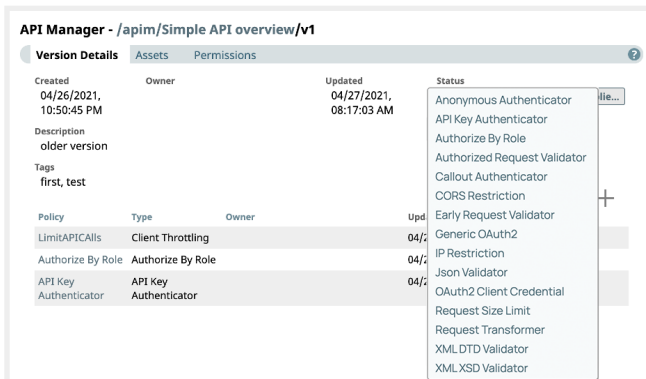 API Manager - /apim/Simple API overview/v1
Version Details Assets Permissions ?
Created Owner Updated Status
04/26/2021,
10:50:45 PM
04/27/2021,
08:17:03 AM
Description
older version
Tags
first, test
Policy Type Owner
LimitAPICAlls Client Throttling
Authorize By Role Authorize By Role
API Key
Authenticator
API Key
Authenticator
Anonymous Authenticator
API Key Authenticator
Authorize By Role
Authorized Request Validator
Callout Authenticator
CORS Restriction
Early Request Validator
Generic OAuth2
IP Restriction
Json Validator
OAuth2 Client Credential
Request Size Limit
Request Transformer
XML DTD Validator
XML XSD Validator